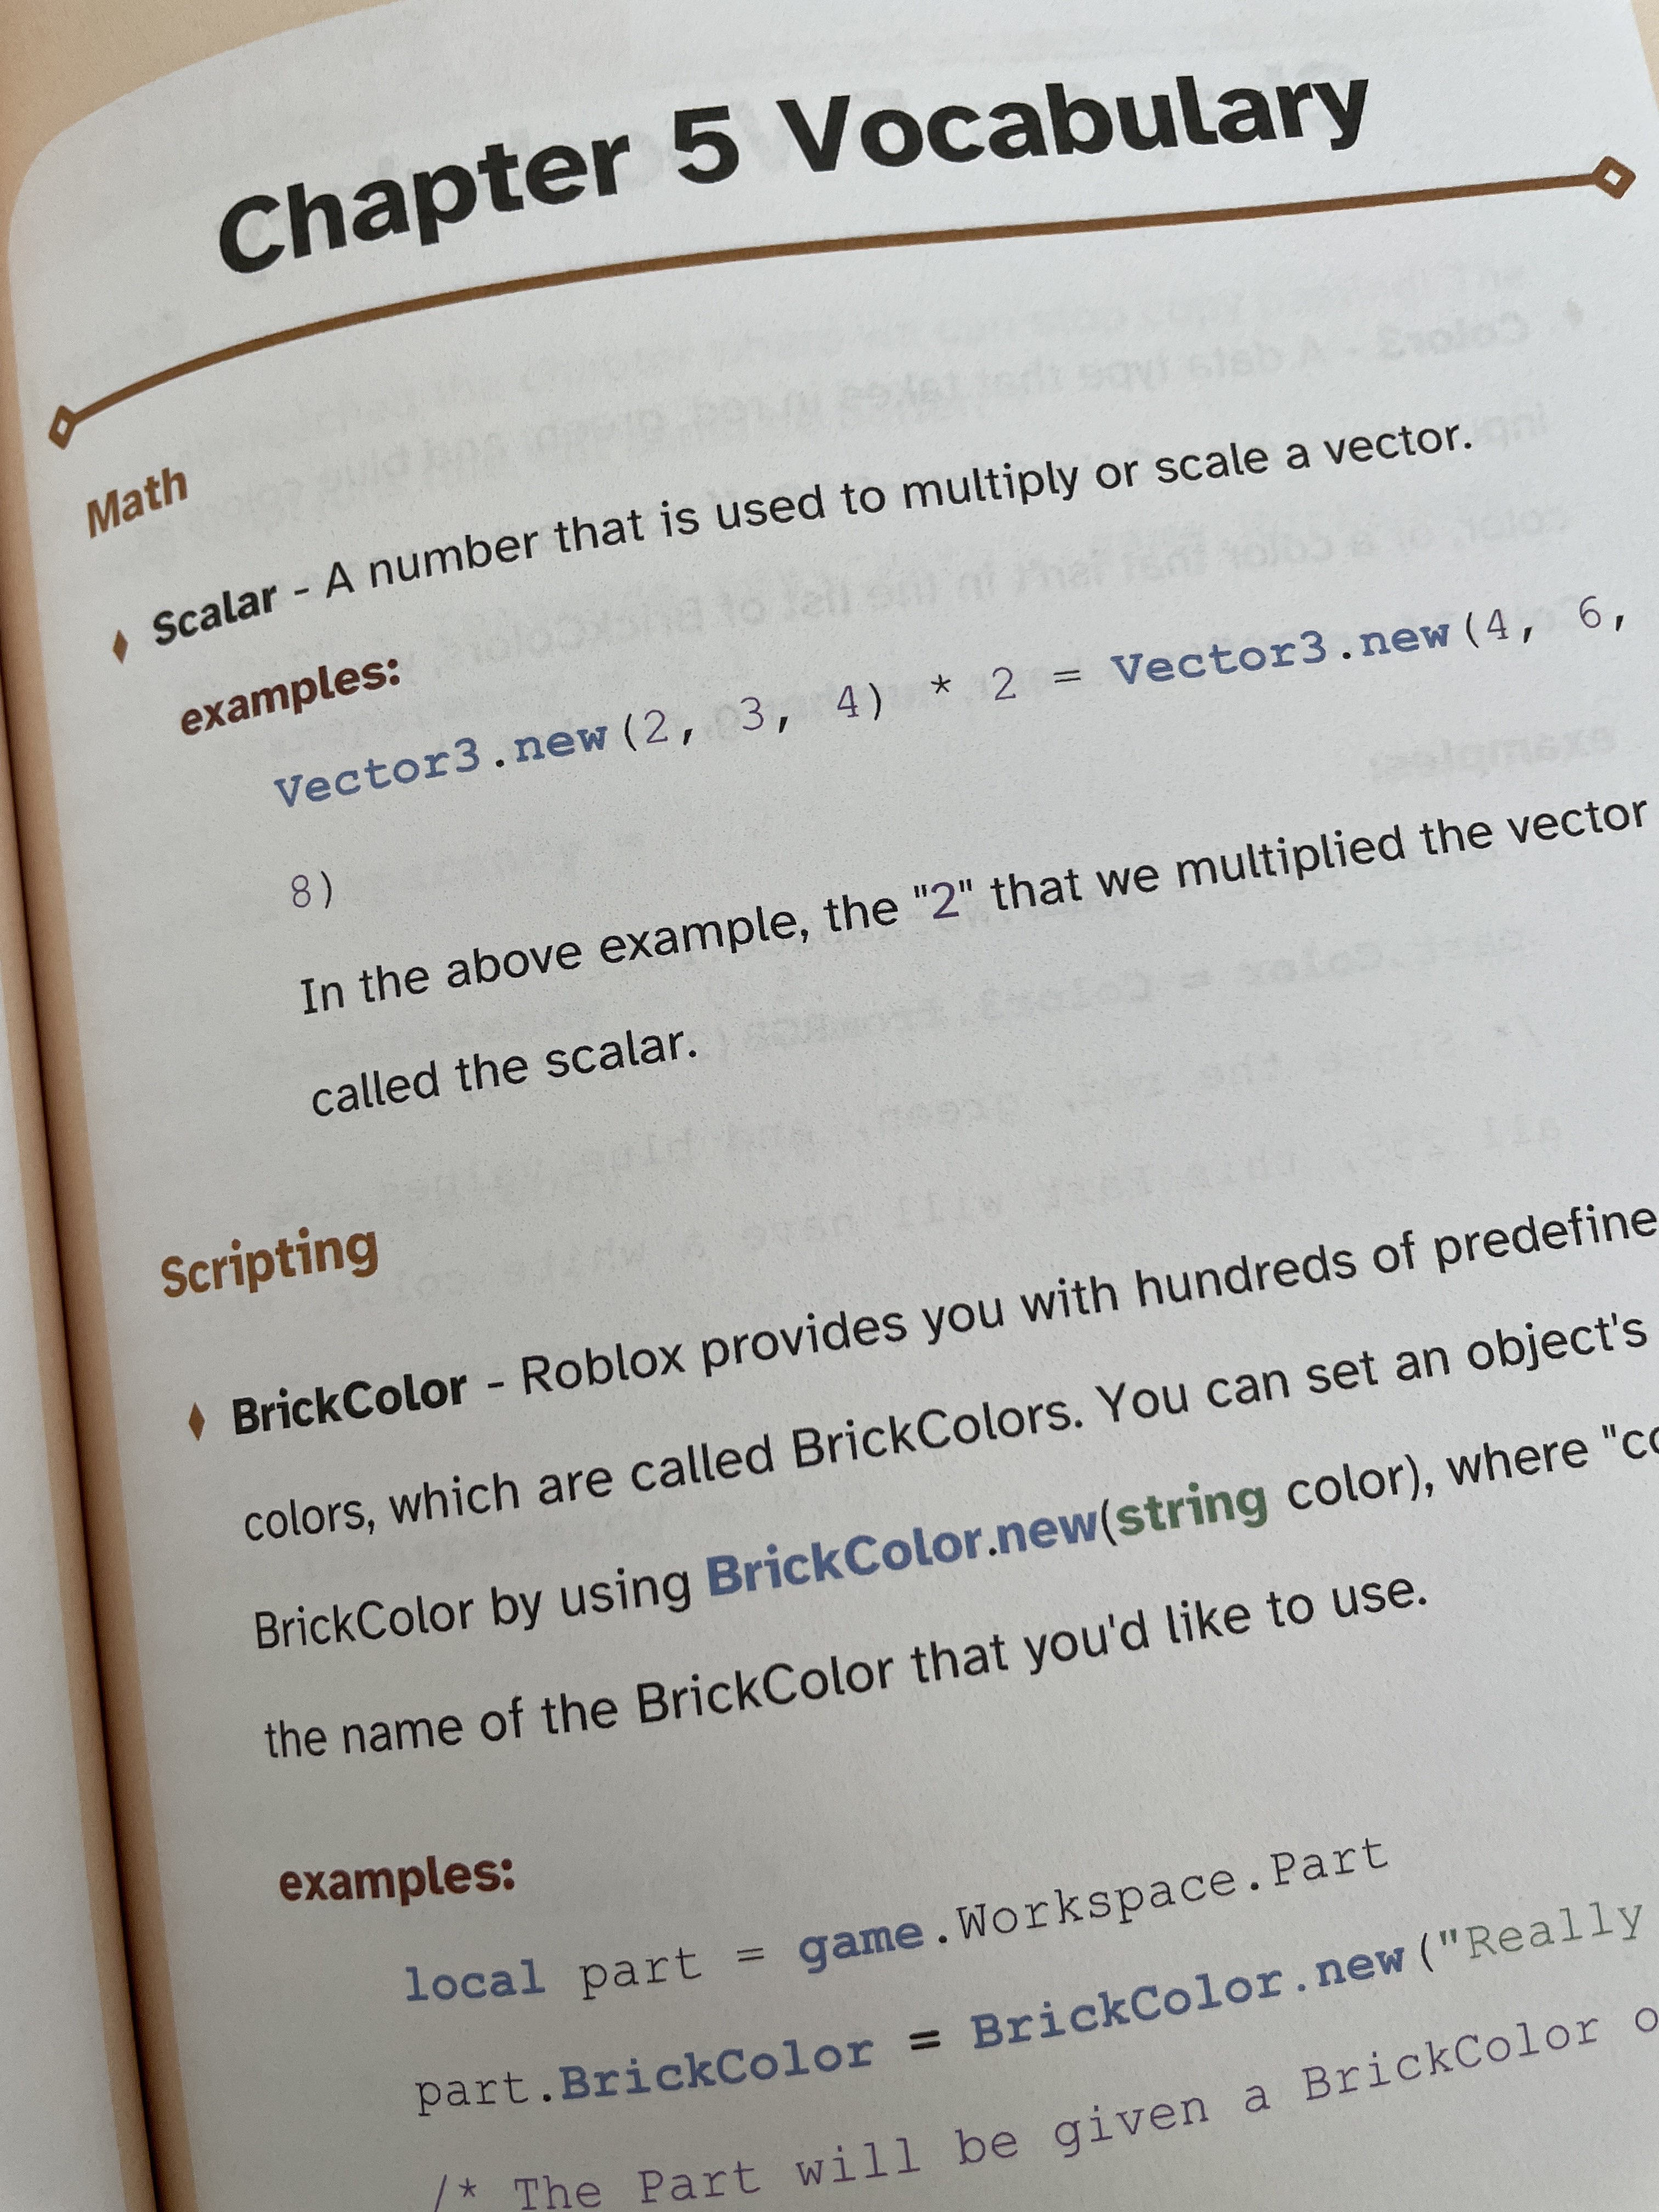 Chapter 5 Vocabulary
Math
Scalar - A number that is used to multiply or scale a vector.
examples:
Vector3.new(2, 3, 4) * 2 = Vector3.new(4, 6,
8)
In the above example, the "2" that we multiplied the vector
called the scalar.
Scripting
BrickColor - Roblox provides you with hundreds of predefine
colors, which are called BrickColors. You can set an object's
BrickColor by using BrickColor.new(string color), where "co
the name of the BrickColor that you'd like to use.
examples:
local part = game.Workspace.Part
part.BrickColor = BrickColor.new("Really
/* The Part will be given a BrickColor o